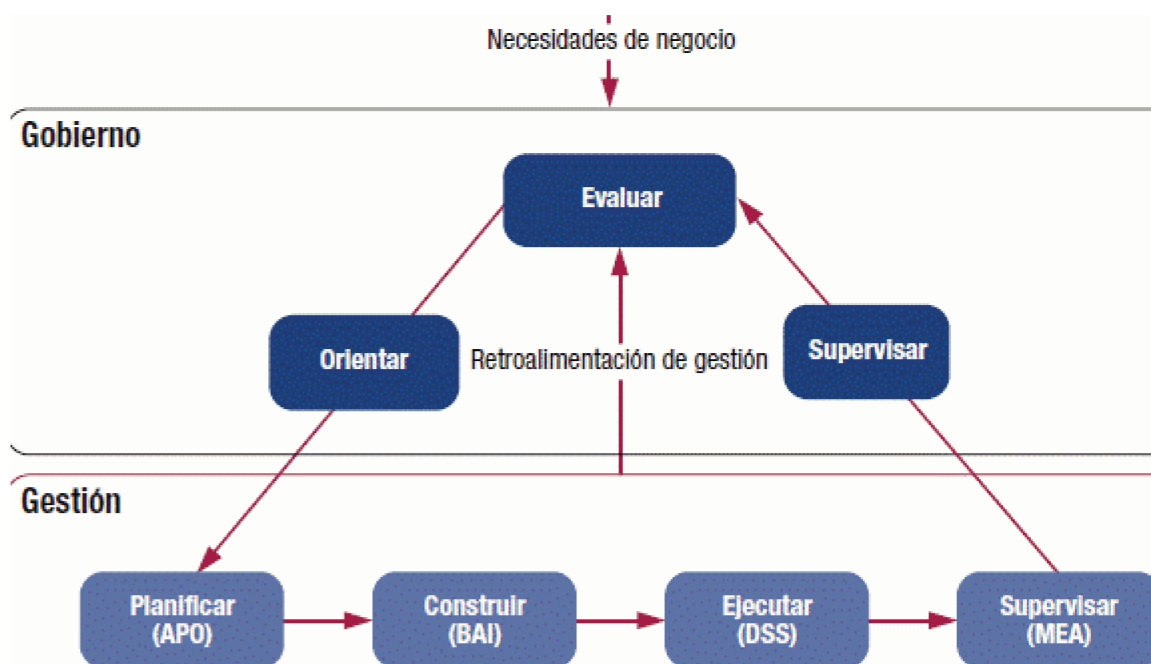 Necesidades de negocio
Gobierno
Evaluar
Orientar
Retroalimentación de gestión
Supervisar
Gestión
Planificar
(APO)
Construir
(BAI)
Ejecutar
(DSS)
Supervisar
(MEA)